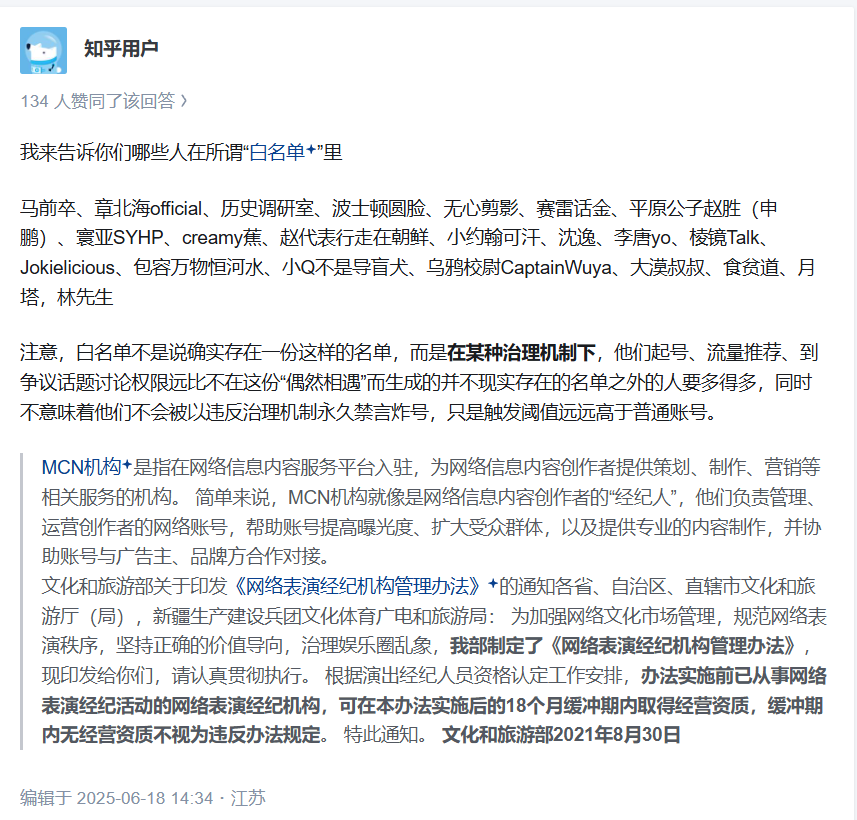 知乎用户
134 人赞同了该回答 〉
我来告诉你们哪些人在所谓“白名单”里
马前卒、章北海official、历史调研室、波士顿圆脸、无心剪影、赛雷话金、平原公子赵胜（申
鹏）、寰亚SYHP、creamy蕉、赵代表行走在朝鲜、小约翰可汗、沈逸、李唐yo、棱镜Talk、
Jokielicious、包容万物恒河水、小Q不是导盲犬、乌鸦校尉CaptainWuya、大漠叔叔、食贫道、月
塔，林先生
注意，白名单不是说确实存在一份这样的名单，而是在某种治理机制下，他们起号、流量推荐、到
争议话题讨论权限远比不在这份“偶然相遇”而生成的并不现实存在的名单之外的人要多得多，同时
不意味着他们不会被以违反治理机制永久禁言炸号，只是触发阈值远远高于普通账号。
MCN机构是指在网络信息内容服务平台入驻，为网络信息内容创作者提供策划、制作、营销等
相关服务的机构。 简单来说，MCN机构就像是网络信息内容创作者的“经纪人”，他们负责管理、
运营创作者的网络账号，帮助账号提高曝光度、扩大受众群体，以及提供专业的内容制作，并协
助账号与广告主、品牌方合作对接。
文化和旅游部关于印发《网络表演经纪机构管理办法》的通知各省、自治区、直辖市文化和旅
游厅（局），新疆生产建设兵团文化体育广电和旅游局： 为加强网络文化市场管理，规范网络表
演秩序，坚持正确的价值导向，治理娱乐圈乱象，我部制定了《网络表演经纪机构管理办法》，
现印发给你们，请认真贯彻执行。 根据演出经纪人员资格认定工作安排，办法实施前已从事网络
表演经纪活动的网络表演经纪机构，可在本办法实施后的18个月缓冲期内取得经营资质，缓冲期
内无经营资质不视为违反办法规定。 特此通知。 文化和旅游部2021年8月30日
编辑于 2025-06-18 14:34 · 江苏